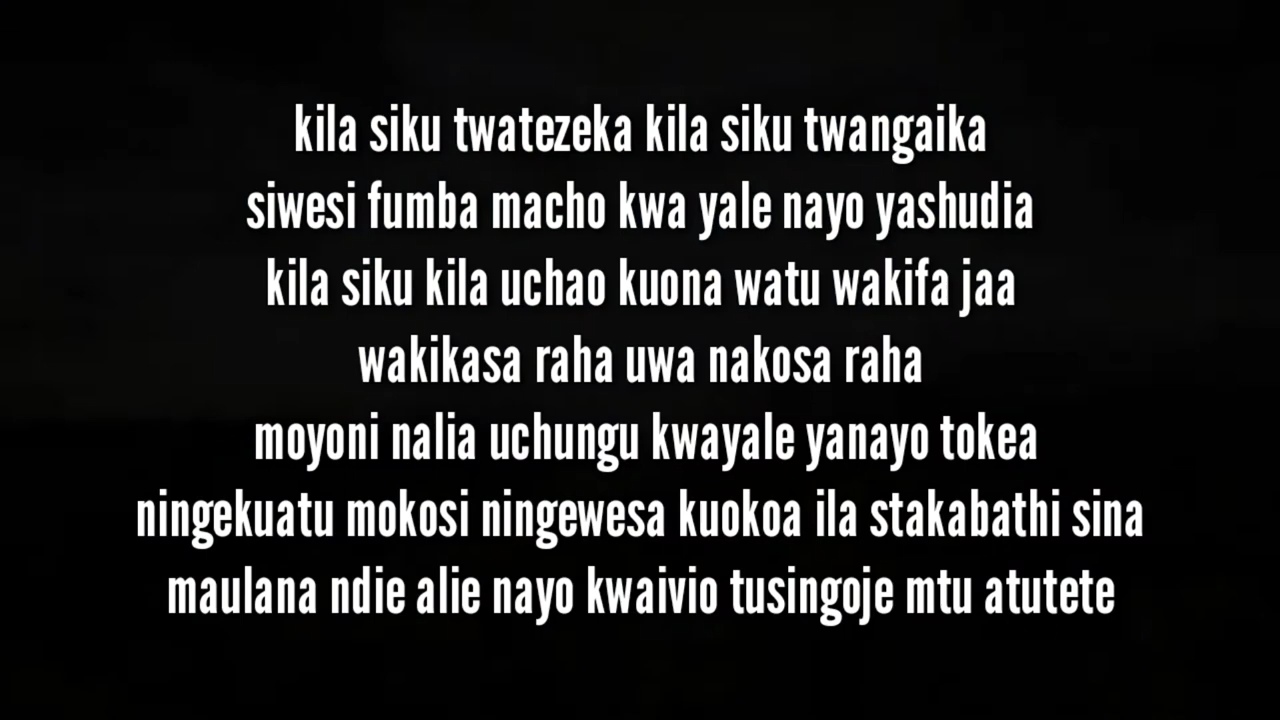 kila siku twatezeka kila siku twangaika
siwesi fumba macho kwa yale nayo yashudia
kila siku kila uchao kuona watu wakifa jaa
wakikasa raha uwa nakosa raha
moyoni nalia uchungu kwayale yanayo tokea
ningekuatu mokosi ningewesa kuokoa ila stakabathi sina
maulana ndie alie nayo kwaivio tusingoje mtu atutete